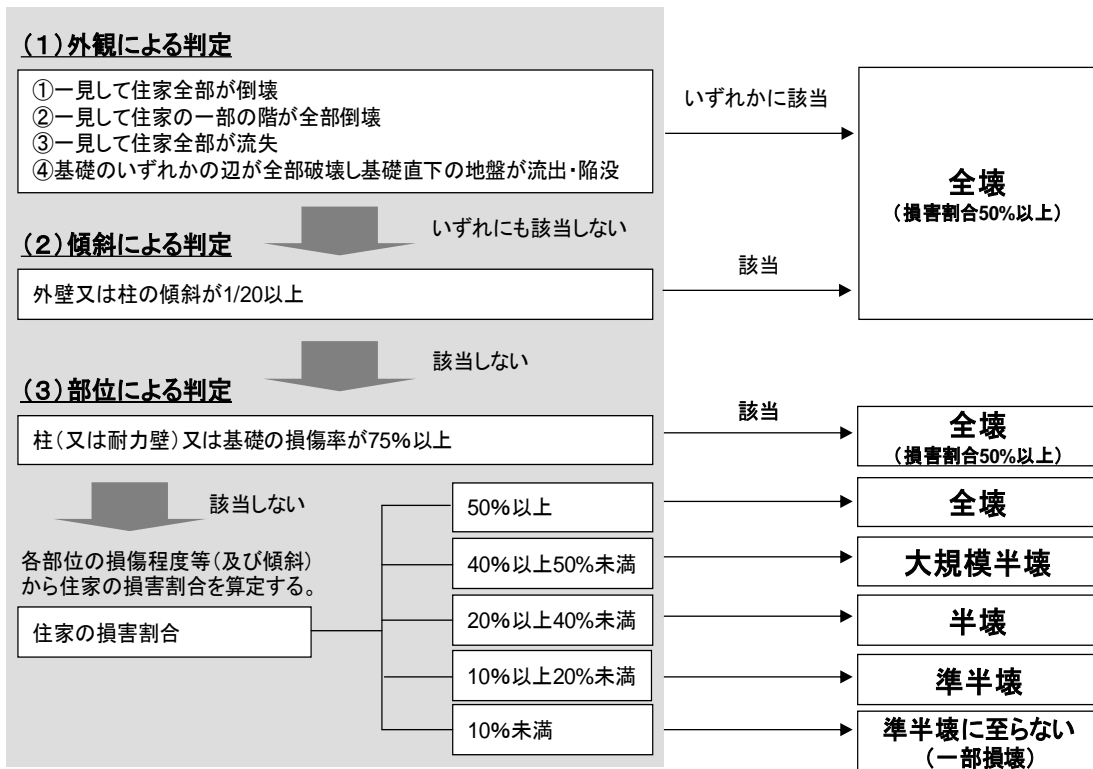 (1)外観による判定
①一見して住家全部が倒壊
②一見して住家の一部の階が全部倒壊
③一見して住家全部が流失
④基礎のいずれかの辺が全部破壊し基礎直下の地盤が流出・陥没
いずれかに該当
全壊
(損害割合50%以上)
いずれにも該当しない
(2)傾斜による判定
外壁又は柱の傾斜が1/20以上
該当
該当しない
(3)部位による判定
柱(又は耐力壁)又は基礎の損傷率が75%以上
該当
全壊
(損害割合50%以上)
該当しない
各部位の損傷程度等(及び傾斜)
から住家の損害割合を算定する。
住家の損害割合
50%以上
全壊
40%以上50%未満
大規模半壊
20%以上40%未満
半壊
10%以上20%未満
準半壊
10%未満
準半壊に至らない
(一部損壊)